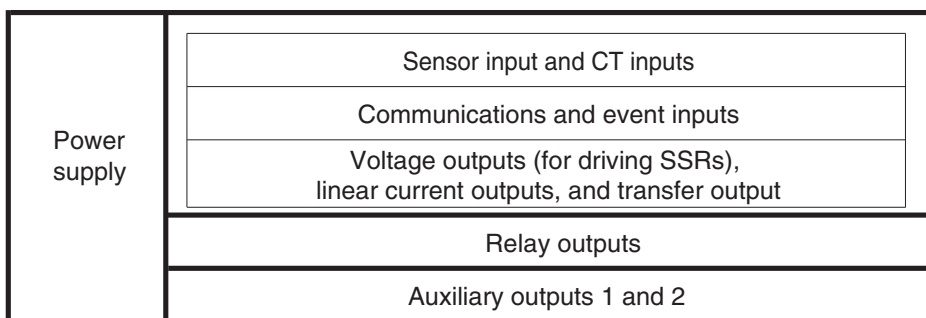 Power
supply
Sensor input and CT inputs
Communications and event inputs
Voltage outputs (for driving SSRs),
linear current outputs, and transfer output
Relay outputs
Auxiliary outputs 1 and 2